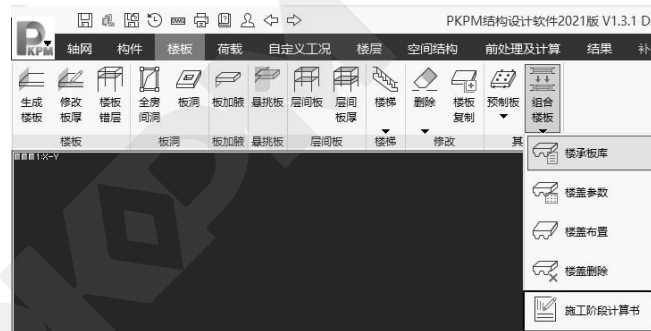 PKPM结构设计软件2021版 V1.3.1 D
PKPM
轴网 构件 楼板 荷载 自定义工况 楼层 空间结构 前处理及计算 结果 补
生成楼板 修改板厚 楼板错层 全房间洞 板洞 板加腋 悬挑板 层间板 层间板厚 楼梯 删除 楼板复制 预制板 组合楼板
楼板 板洞 板加腋 悬挑板 层间板 楼梯 修改 其
1:X-Y
楼承板库
楼盖参数
楼盖布置
楼盖删除
施工阶段计算书